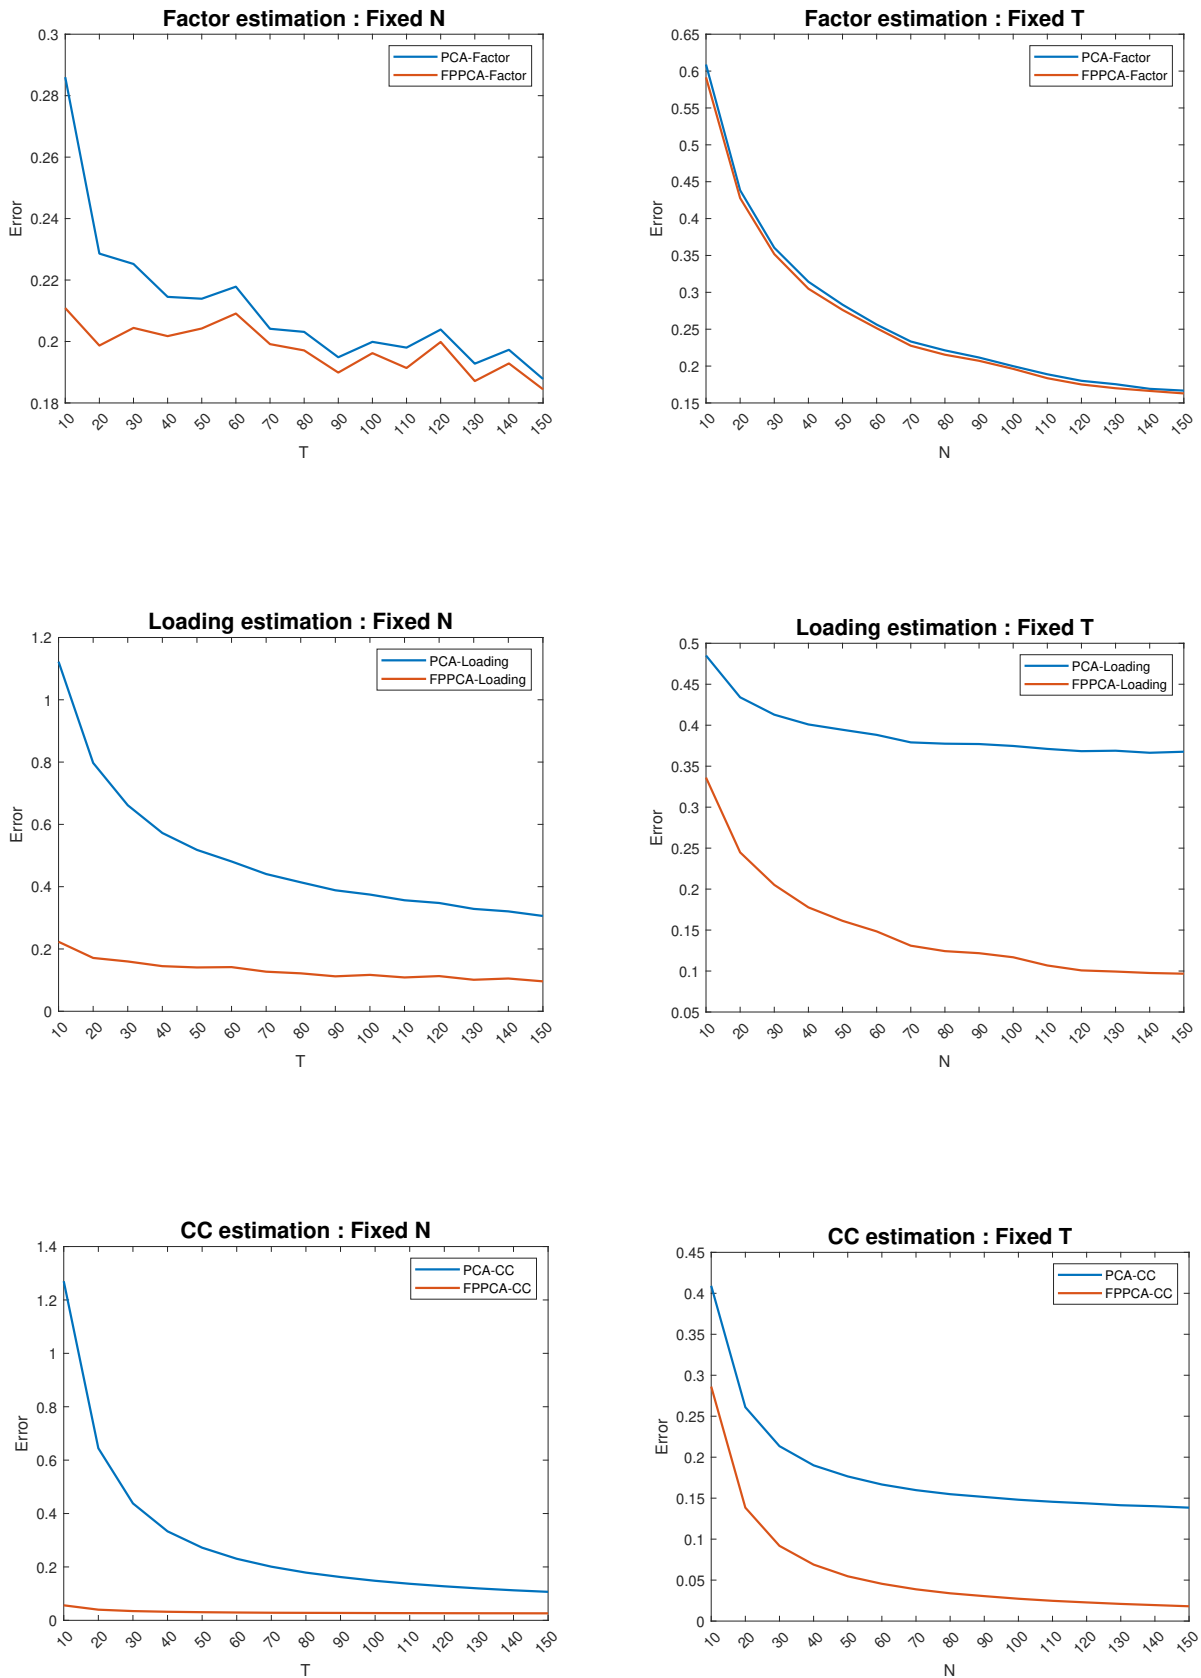 Factor estimation : Fixed N
0.3
0.28
0.26
0.24
0.22
0.2
0.18
Error
PCA-Factor
FPPCA-Factor
10 20 30 40 50 60 70 80 90 100 110 120 130 140 150
T
Factor estimation : Fixed T
0.65
0.6
0.55
0.5
0.45
0.4
0.35
0.3
0.25
0.2
0.15
Error
PCA-Factor
FPPCA-Factor
10 20 30 40 50 60 70 80 90 100 110 120 130 140 150
N
Loading estimation : Fixed N
1.2
1
0.8
0.6
0.4
0.2
0
Error
PCA-Loading
FPPCA-Loading
10 20 30 40 50 60 70 80 90 100 110 120 130 140 150
T
Loading estimation : Fixed T
0.5
0.45
0.4
0.35
0.3
0.25
0.2
0.15
0.1
0.05
Error
PCA-Loading
FPPCA-Loading
10 20 30 40 50 60 70 80 90 100 110 120 130 140 150
N
CC estimation : Fixed N
1.4
1.2
1
0.8
0.6
0.4
0.2
0
Error
PCA-CC
FPPCA-CC
10 20 30 40 50 60 70 80 90 100 110 120 130 140 150
T
CC estimation : Fixed T
0.45
0.4
0.35
0.3
0.25
0.2
0.15
0.1
0.05
0
Error
PCA-CC
FPPCA-CC
10 20 30 40 50 60 70 80 90 100 110 120 130 140 150
N